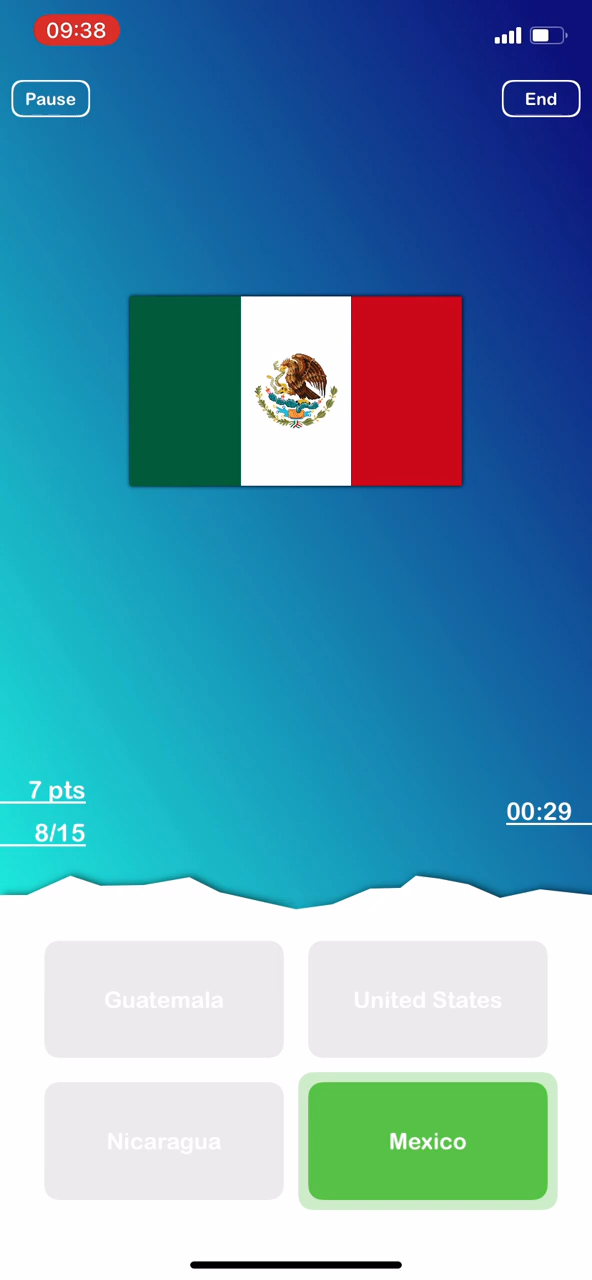 09:38
Pause
End
7 pts
8/15
00:29
Guatemala
United States
Nicaragua
Mexico